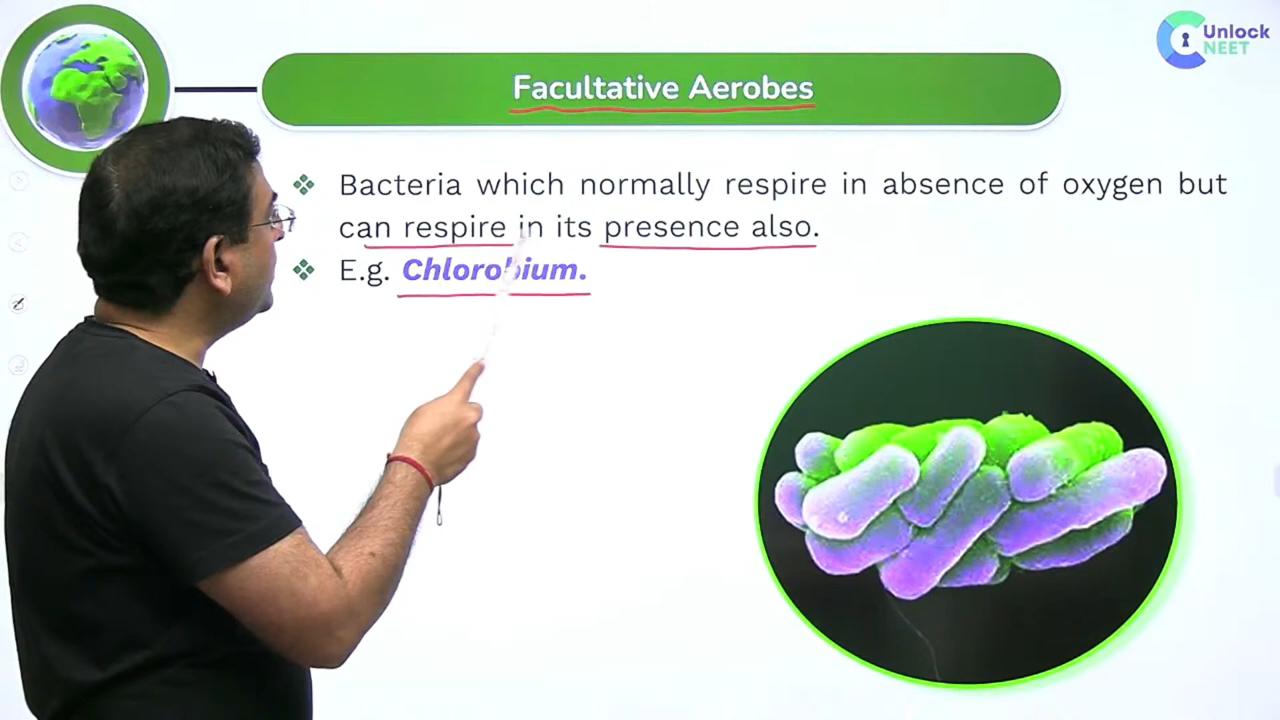 Unlock
NEET
Facultative Aerobes
Bacteria which normally respire in absence of oxygen but
can respire in its presence also.
E.g. Chlorobium.